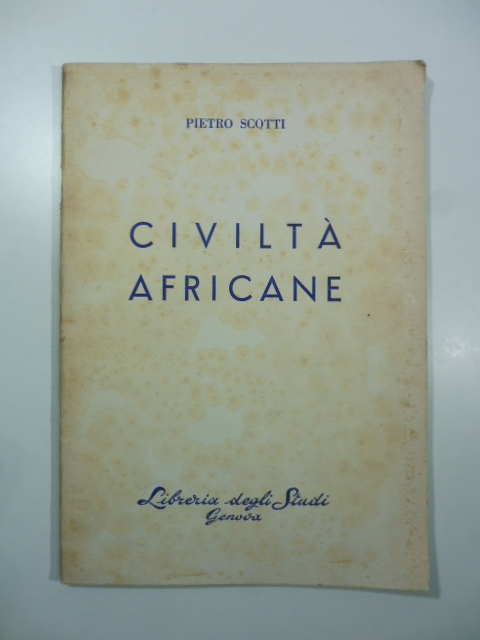 PIETRO SCOTTI
CIVILTÀ
AFRICANE
Libreria degli Studi
Genova